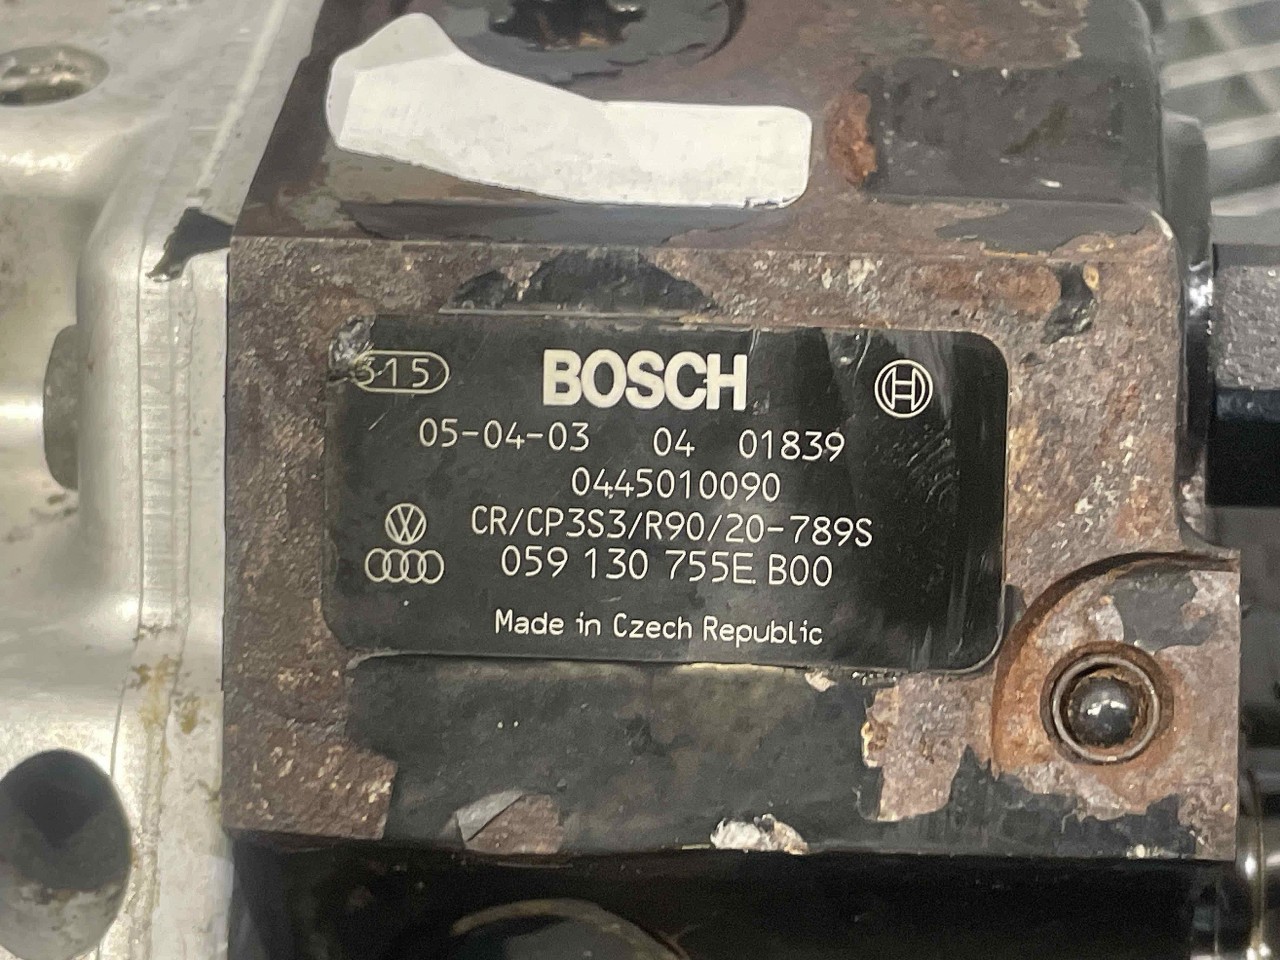 315 BOSCH
05-04-03 04 01839
0445010090
CR/CP3S3/R90/20-789S
059 130 755E B00
Made in Czech Republic